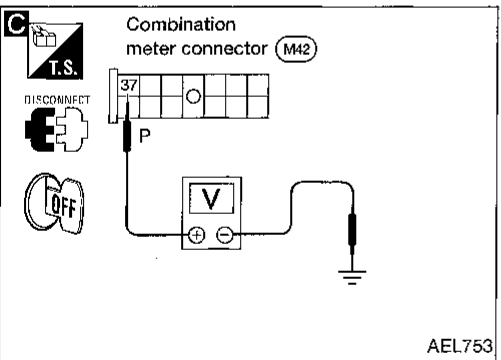 C
Combination
meter connector M42
T.S.
37
DISCONNECT
P
OFF
V
+ −
AEL753